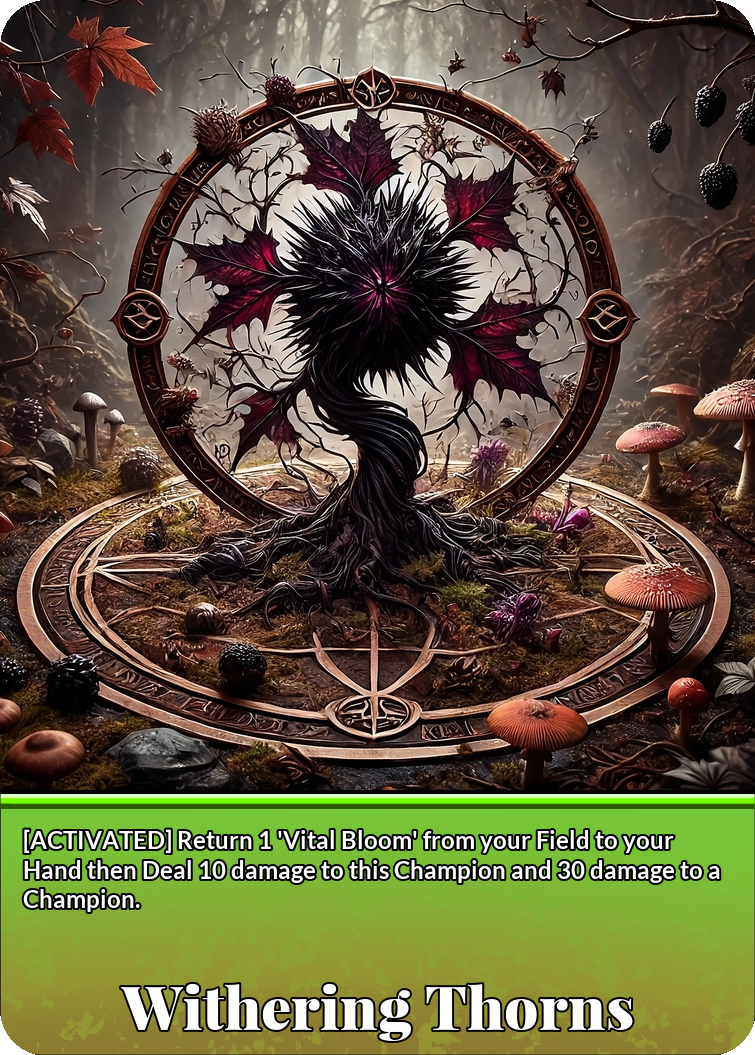 [ACTIVATED] Return 1 'Vital Bloom' from your Field to your
Hand then Deal 10 damage to this Champion and 30 damage to a
Champion.
Withering Thorns